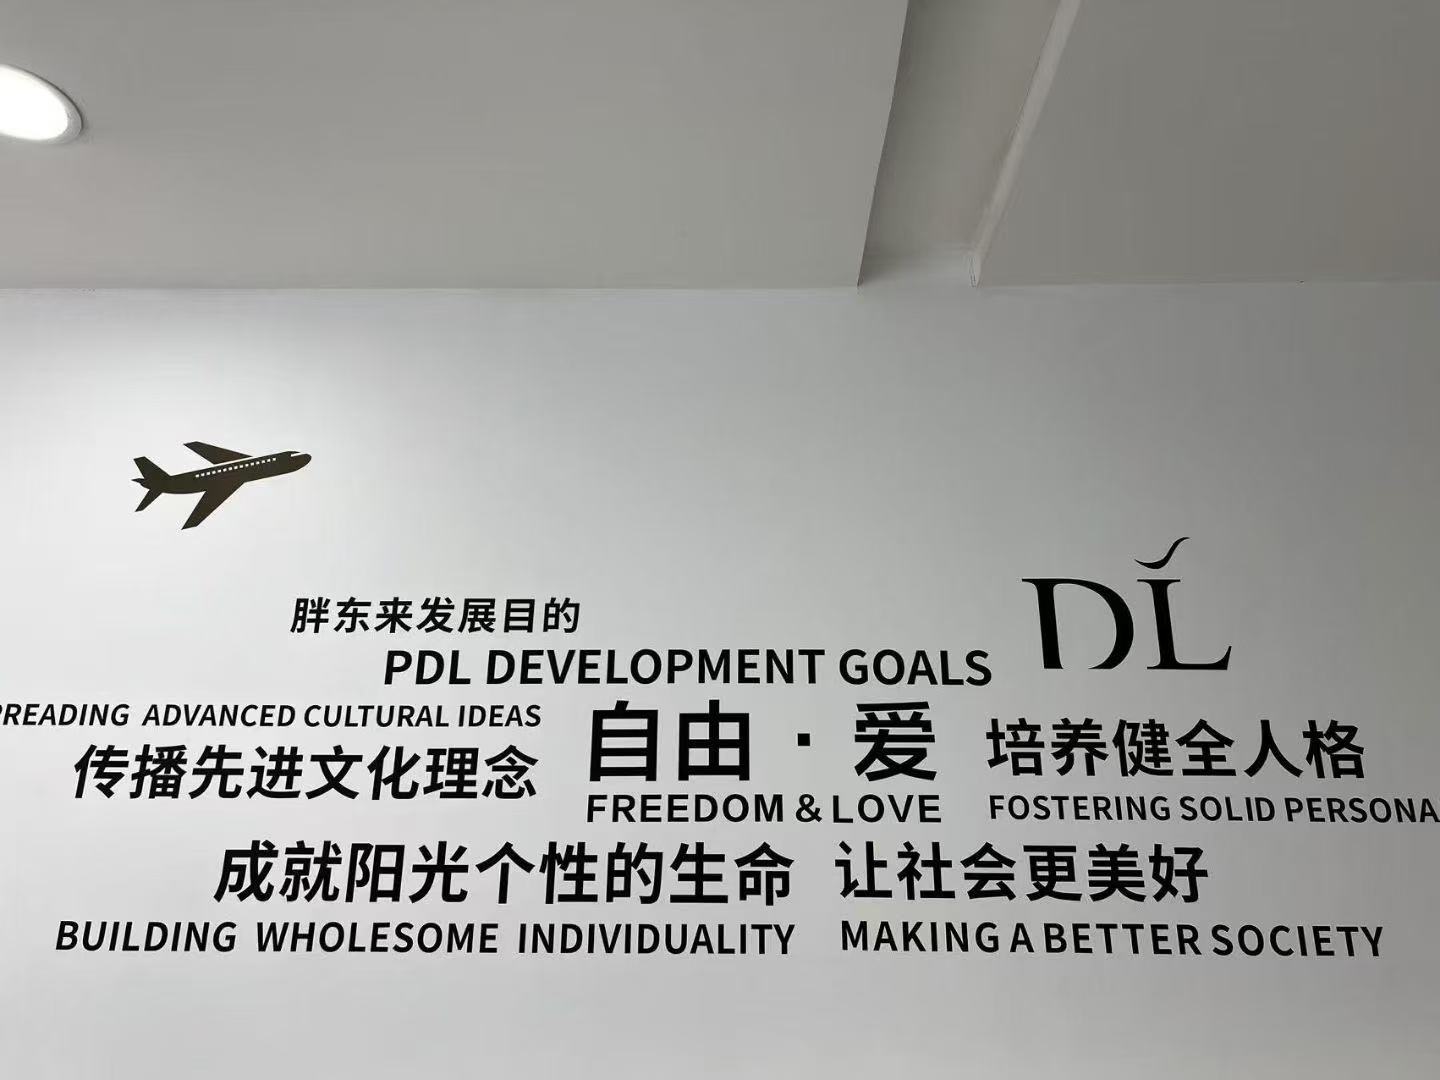 DL
胖东来发展目的
PDL DEVELOPMENT GOALS
READING ADVANCED CULTURAL IDEAS
传播先进文化理念
自由·爱
FREEDOM & LOVE
培养健全人格
FOSTERING SOLID PERSONA
成就阳光个性的生命
BUILDING WHOLESOME INDIVIDUALITY
让社会更美好
MAKING A BETTER SOCIETY